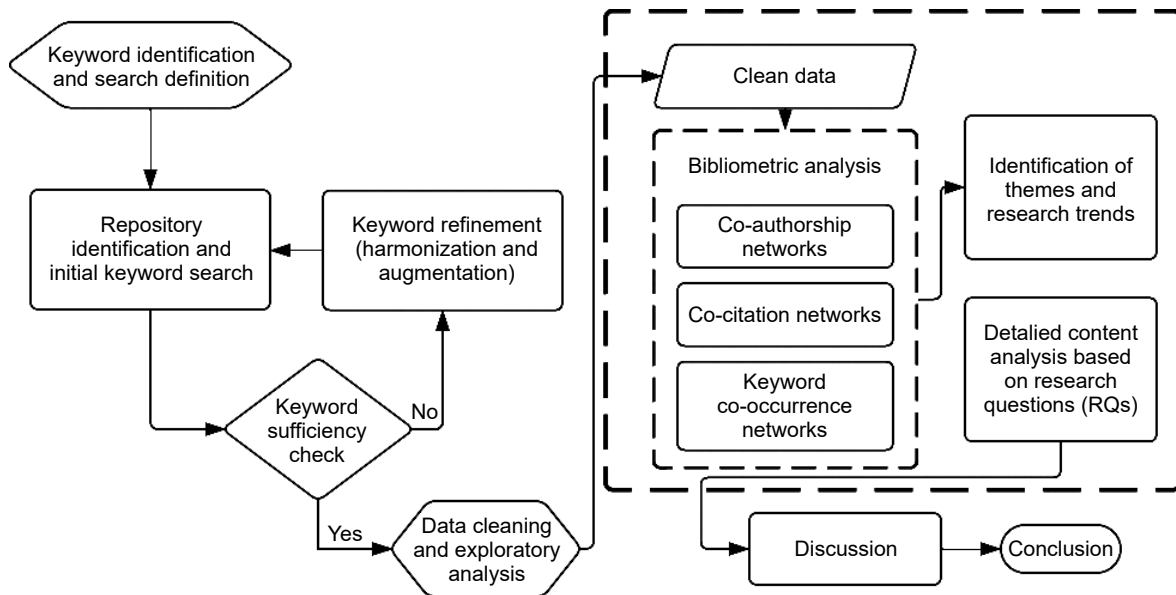 Keyword identification
and search definition
Repository
identification and
initial keyword search
Keyword refinement
(harmonization and
augmentation)
Keyword
sufficiency
check
No
Yes
Data cleaning
and exploratory
analysis
Clean data
Bibliometric analysis
Co-authorship
networks
Co-citation networks
Keyword
co-occurrence
networks
Identification of
themes and
research trends
Detalied content
analysis based
on research
questions (RQs)
Discussion
Conclusion